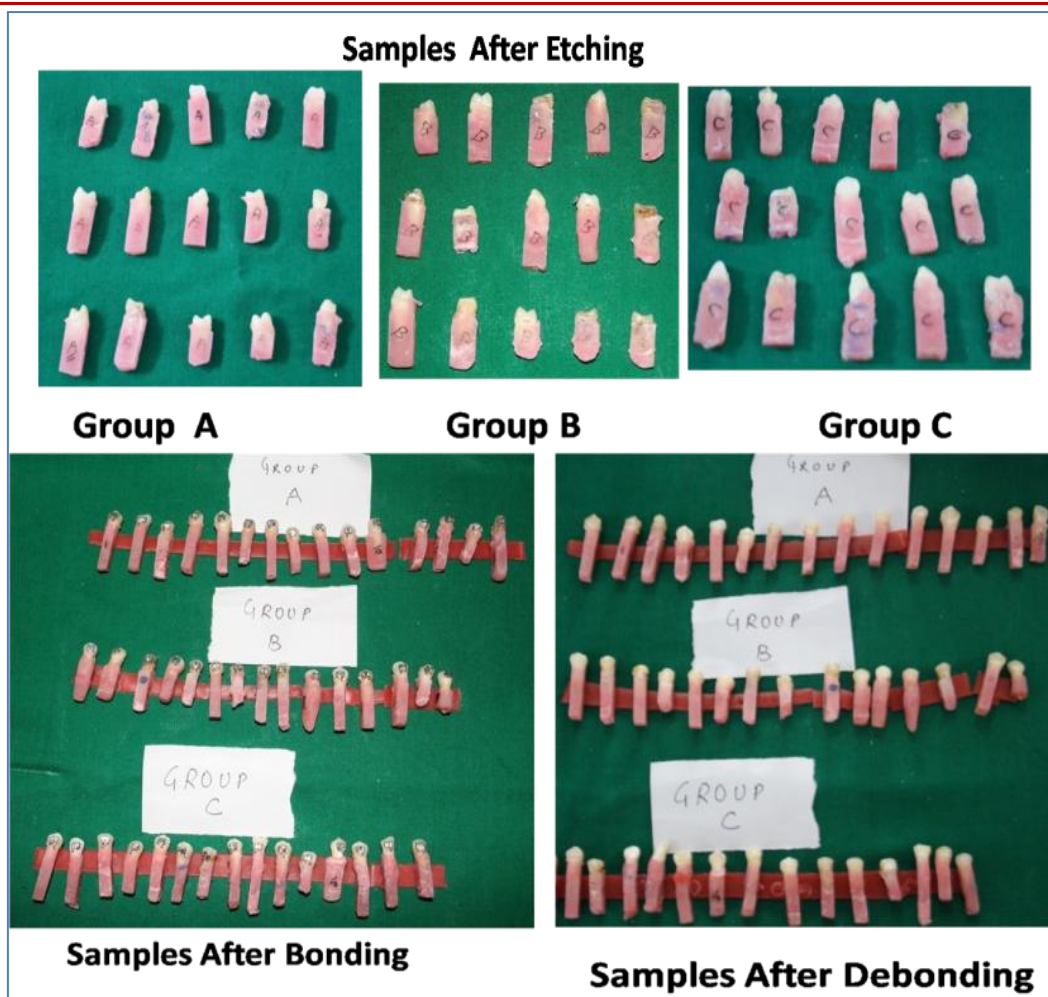 Samples After Etching
A A A A
A A A A A
A A A A A
B B B B B
B B B B
B B
C C C C C
C C C C C
C C C C C
Group A
Group B
Group C
GROUP
A
GROUP
B
GROUP
C
GROUP
A
GROUP
B
GROUP
C
Samples After Bonding
Samples After Debonding